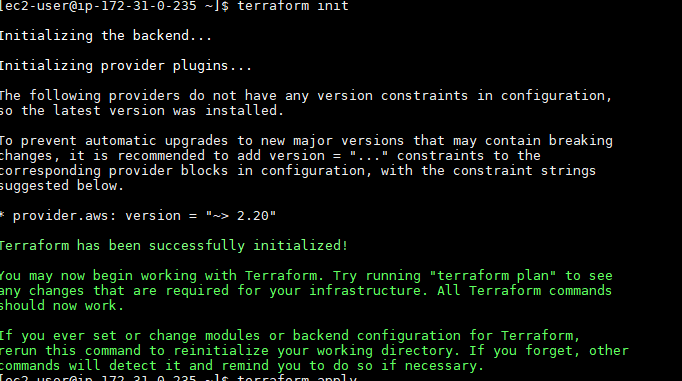 [ec2-user@ip-172-31-0-235 ~]$ terraform init
Initializing the backend...
Initializing provider plugins...
The following providers do not have any version constraints in configuration,
so the latest version was installed.
To prevent automatic upgrades to new major versions that may contain breaking
changes, it is recommended to add version = "..." constraints to the
corresponding provider blocks in configuration, with the constraint strings
suggested below.
* provider.aws: version = "~> 2.20"
Terraform has been successfully initialized!
You may now begin working with Terraform. Try running "terraform plan" to see
any changes that are required for your infrastructure. All Terraform commands
should now work.
If you ever set or change modules or backend configuration for Terraform,
rerun this command to reinitialize your working directory. If you forget, other
commands will detect it and remind you to do so if necessary.
[ec2-user@ip-172-31-0-235 ~]$ terraform apply